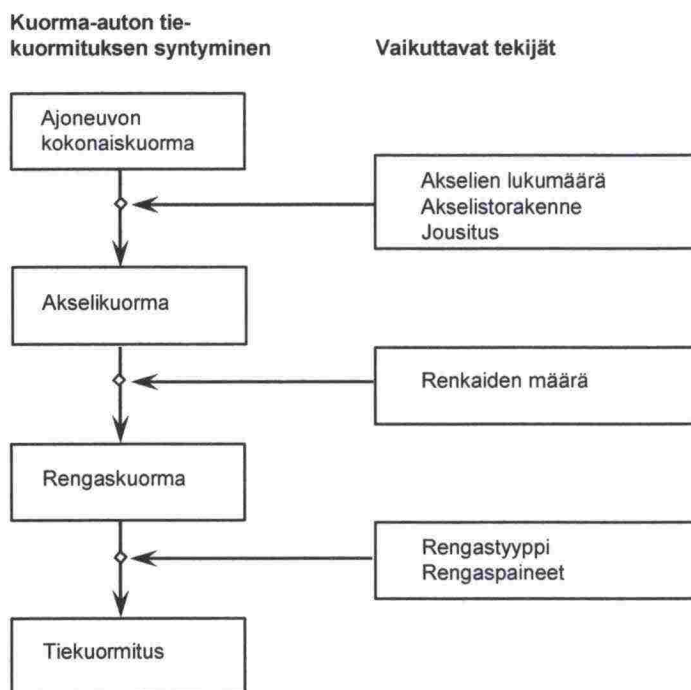 Kuorma-auton tie-
kuormituksen syntyminen
Vaikuttavat tekijät
Ajoneuvon
kokonaiskuorma
Akselien lukumäärä
Akselistorakenne
Jousitus
Akselikuorma
Renkaiden määrä
Rengaskuorma
Rengastyyppi
Rengaspaineet
Tiekuormitus